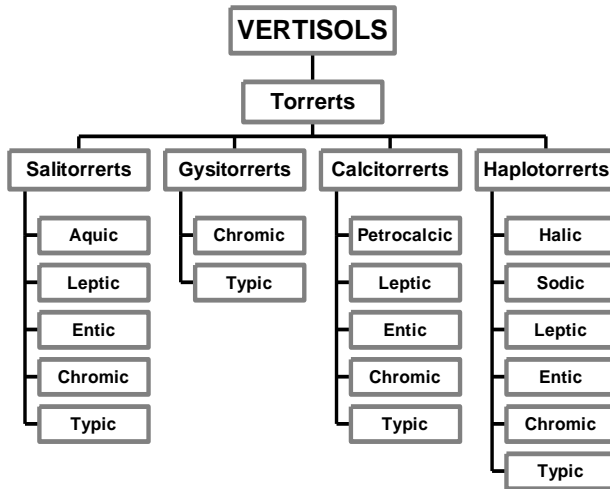 VERTISOLS
Torrerts
Salitorrerts
Aquic
Leptic
Entic
Chromic
Typic
Gysitorrerts
Chromic
Typic
Calcitorrerts
Petrocalcic
Leptic
Entic
Chromic
Typic
Haplotorrerts
Halic
Sodic
Leptic
Entic
Chromic
Typic